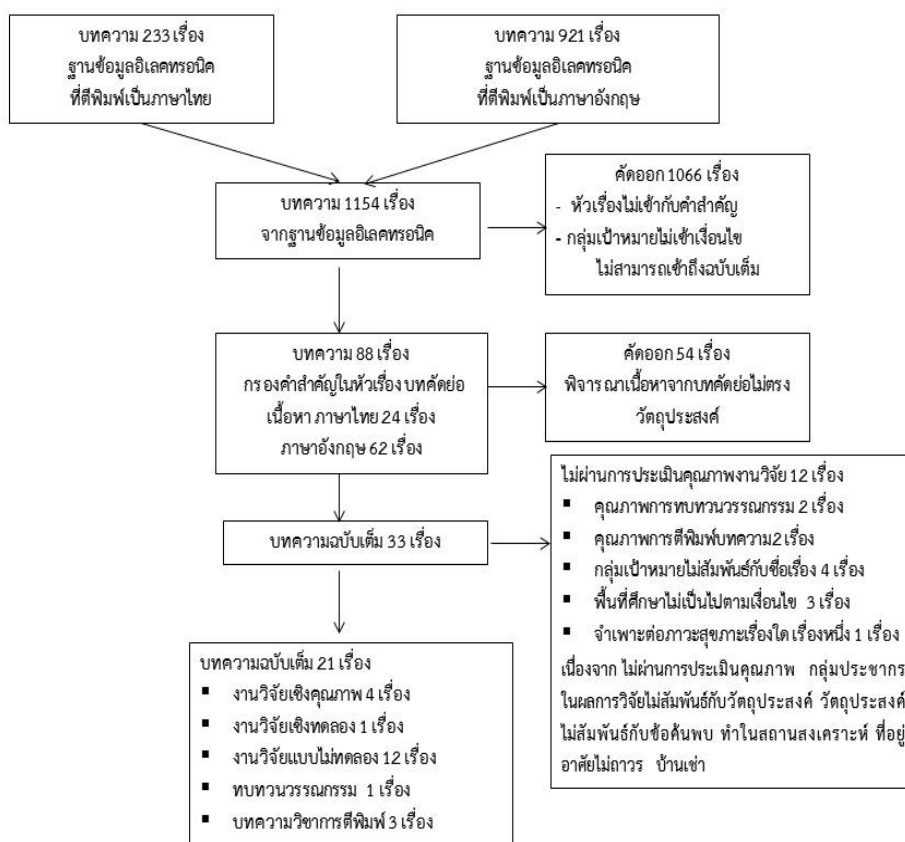 บทความ 233 เรื่อง
ฐานข้อมูลอิเลคทรอนิค
ที่ตีพิมพ์เป็นภาษาไทย
บทความ 921 เรื่อง
ฐานข้อมูลอิเลคทรอนิค
ที่ตีพิมพ์เป็นภาษาอังกฤษ
บทความ 1154 เรื่อง
จากฐานข้อมูลอิเลคทรอนิค
คัดออก 1066 เรื่อง
- หัวเรื่องไม่เข้ากับคำสำคัญ
- กลุ่มเป้าหมายไม่เข้าเงื่อนไข
ไม่สามารถเข้าถึงฉบับเต็ม
บทความ 88 เรื่อง
กรองคำสำคัญในหัวเรื่อง บทคัดย่อ
เนื้อหา ภาษาไทย 24 เรื่อง
ภาษาอังกฤษ 62 เรื่อง
คัดออก 54 เรื่อง
พิจารณาเนื้อหาจากบทคัดย่อไม่ตรง
วัตถุประสงค์
บทความฉบับเต็ม 33 เรื่อง
ไม่ผ่านการประเมินคุณภาพงานวิจัย 12 เรื่อง
▪ คุณภาพการทบทวนวรรณกรรม 2 เรื่อง
▪ คุณภาพการตีพิมพ์บทความ2 เรื่อง
▪ กลุ่มเป้าหมายไม่สัมพันธ์กับชื่อเรื่อง 4 เรื่อง
▪ พื้นที่ศึกษาไม่เป็นไปตามเงื่อนไข 3 เรื่อง
▪ จำเพาะต่อภาวะสุขภาะเรื่องใด เรื่องหนึ่ง 1 เรื่อง
เนื่องจาก ไม่ผ่านการประเมินคุณภาพ กลุ่มประชากร
ในผลการวิจัยไม่สัมพันธ์กับวัตถุประสงค์ วัตถุประสงค์
ไม่สัมพันธ์กับข้อค้นพบ ทำในสถานสงเคราะห์ ที่อยู่
อาศัยไม่ถาวร บ้านเช่า
บทความฉบับเต็ม 21 เรื่อง
▪ งานวิจัยเชิงคุณภาพ 4 เรื่อง
▪ งานวิจัยเชิงทดลอง 1 เรื่อง
▪ งานวิจัยแบบไม่ทดลอง 12 เรื่อง
▪ ทบทวนวรรณกรรม 1 เรื่อง
▪ บทความวิชาการตีพิมพ์ 3 เรื่อง